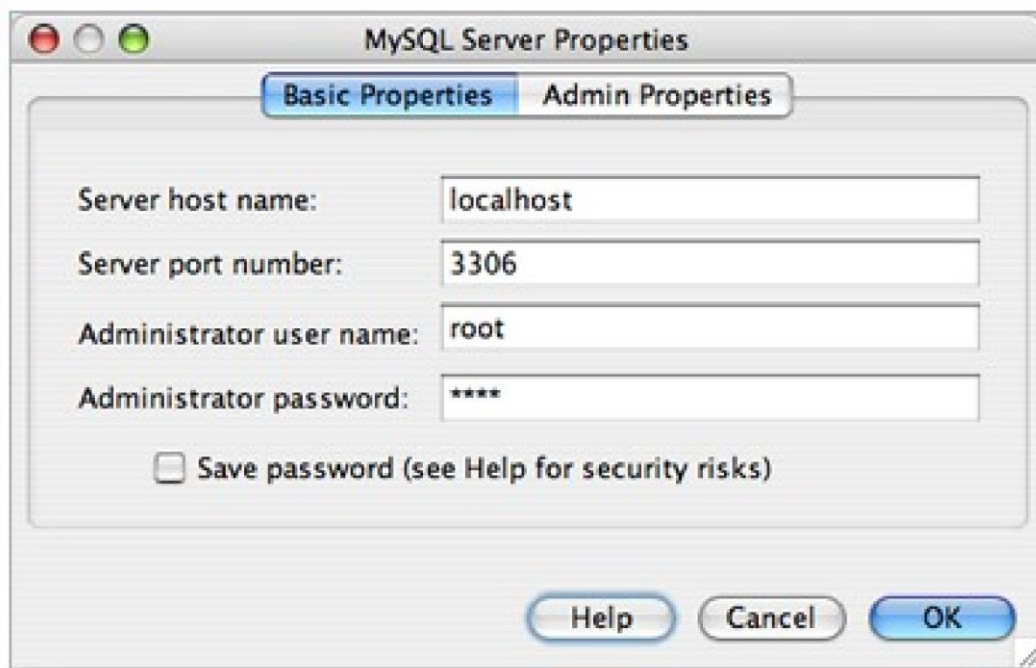 MySQL Server Properties
Basic Properties Admin Properties
Server host name: localhost
Server port number: 3306
Administrator user name: root
Administrator password: ****
Save password (see Help for security risks)
Help Cancel OK